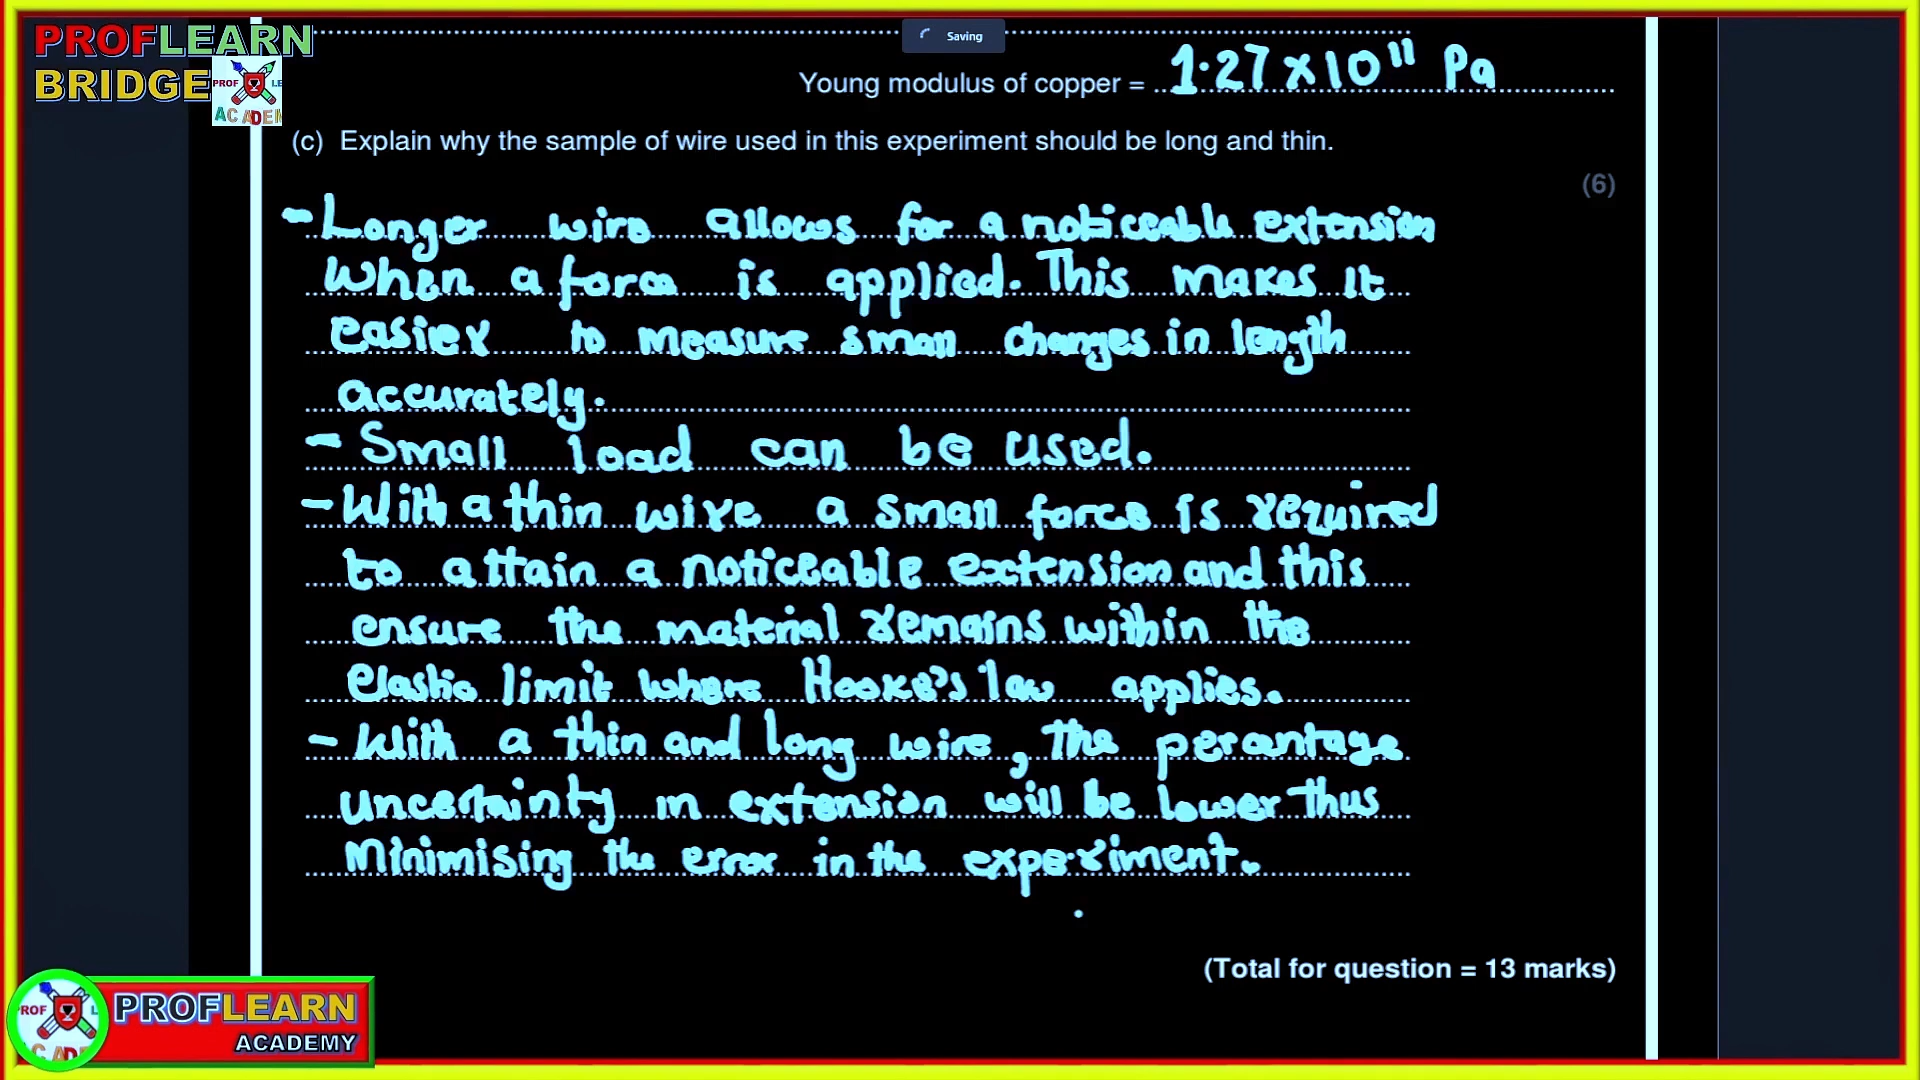 PROFLEARN
BRIDGE
PROF LE
ACADEM
Saving
Young modulus of copper = 1.27 x 10¹¹ Pa
(c) Explain why the sample of wire used in this experiment should be long and thin.
(6)
- Longer wire allows for a noticeable extension
when a force is applied. This makes it
easier to measure small changes in length
accurately.
- Small load can be used.
- With a thin wire a small force is required
to attain a noticeable extension and this
ensure the material remains within the
elastic limit where Hooke's law applies.
- With a thin and long wire, the percentage
uncertainty in extension will be lower thus
minimising the error in the experiment.
(Total for question = 13 marks)
PROFLEARN
ACADEMY